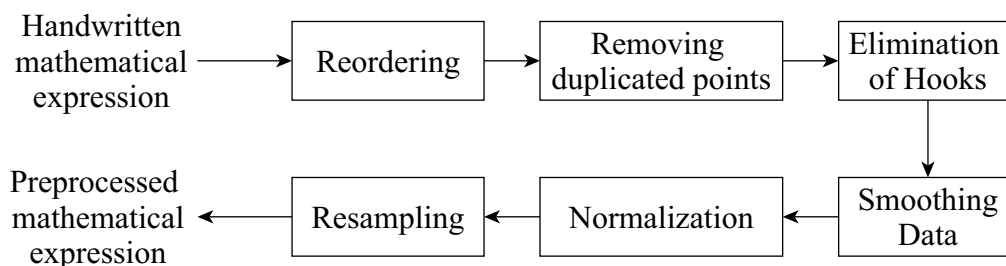 Handwritten
mathematical
expression
Reordering
Removing
duplicated points
Elimination
of Hooks
Smoothing
Data
Normalization
Resampling
Preprocessed
mathematical
expression